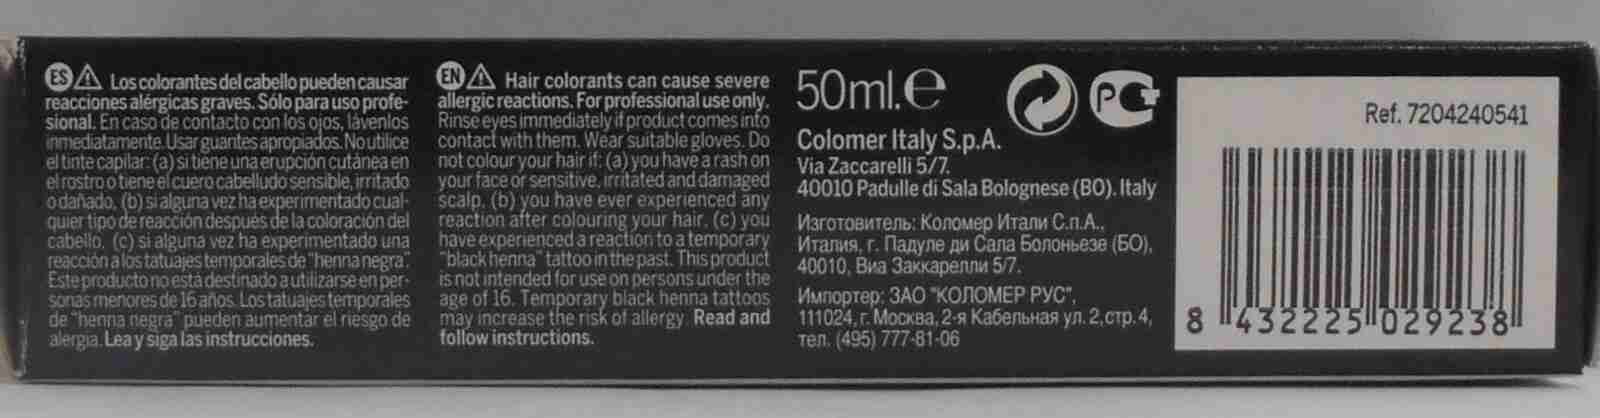 ES Los colorantes del cabello pueden causar
reacciones alérgicas graves. Sólo para uso profe-
sional. En caso de contacto con los ojos, lávenlos
inmediatamente. Usar guantes apropiados. No utilice
el tinte capilar: (a) si tiene una erupción cutánea en
el rostro o tiene el cuero cabelludo sensible, irritado
o dañado, (b) si alguna vez ha experimentado cual-
quier tipo de reacción después de la coloración del
cabello, (c) si alguna vez ha experimentado una
reacción a los tatuajes temporales de "henna negra".
Este producto no está destinado a utilizarse en per-
sonas menores de 16 años. Los tatuajes temporales
de "henna negra" pueden aumentar el riesgo de
alergia. Lea y siga las instrucciones.
EN Hair colorants can cause severe
allergic reactions. For professional use only.
Rinse eyes immediately if product comes into
contact with them. Wear suitable gloves. Do
not colour your hair if: (a) you have a rash on
your face or sensitive, irritated and damaged
scalp, (b) you have ever experienced any
reaction after colouring your hair, (c) you
have experienced a reaction to a temporary
"black henna" tattoo in the past. This product
is not intended for use on persons under the
age of 16. Temporary black henna tattoos
may increase the risk of allergy. Read and
follow instructions.
50ml.e
Colomer Italy S.p.A.
Via Zaccarelli 5/7.
40010 Padulle di Sala Bolognese (BO). Italy
Изготовитель: Коломер Итали С.п.А.,
Италия, г. Падуле ди Сала Болоньезе (БО),
40010, Виа Заккарелли 5/7.
Импортер: ЗАО "КОЛОМЕР РУС",
111024, г. Москва, 2-я Кабельная ул. 2, стр. 4,
тел. (495) 777-81-06
Ref. 7204240541
8 432225 029238